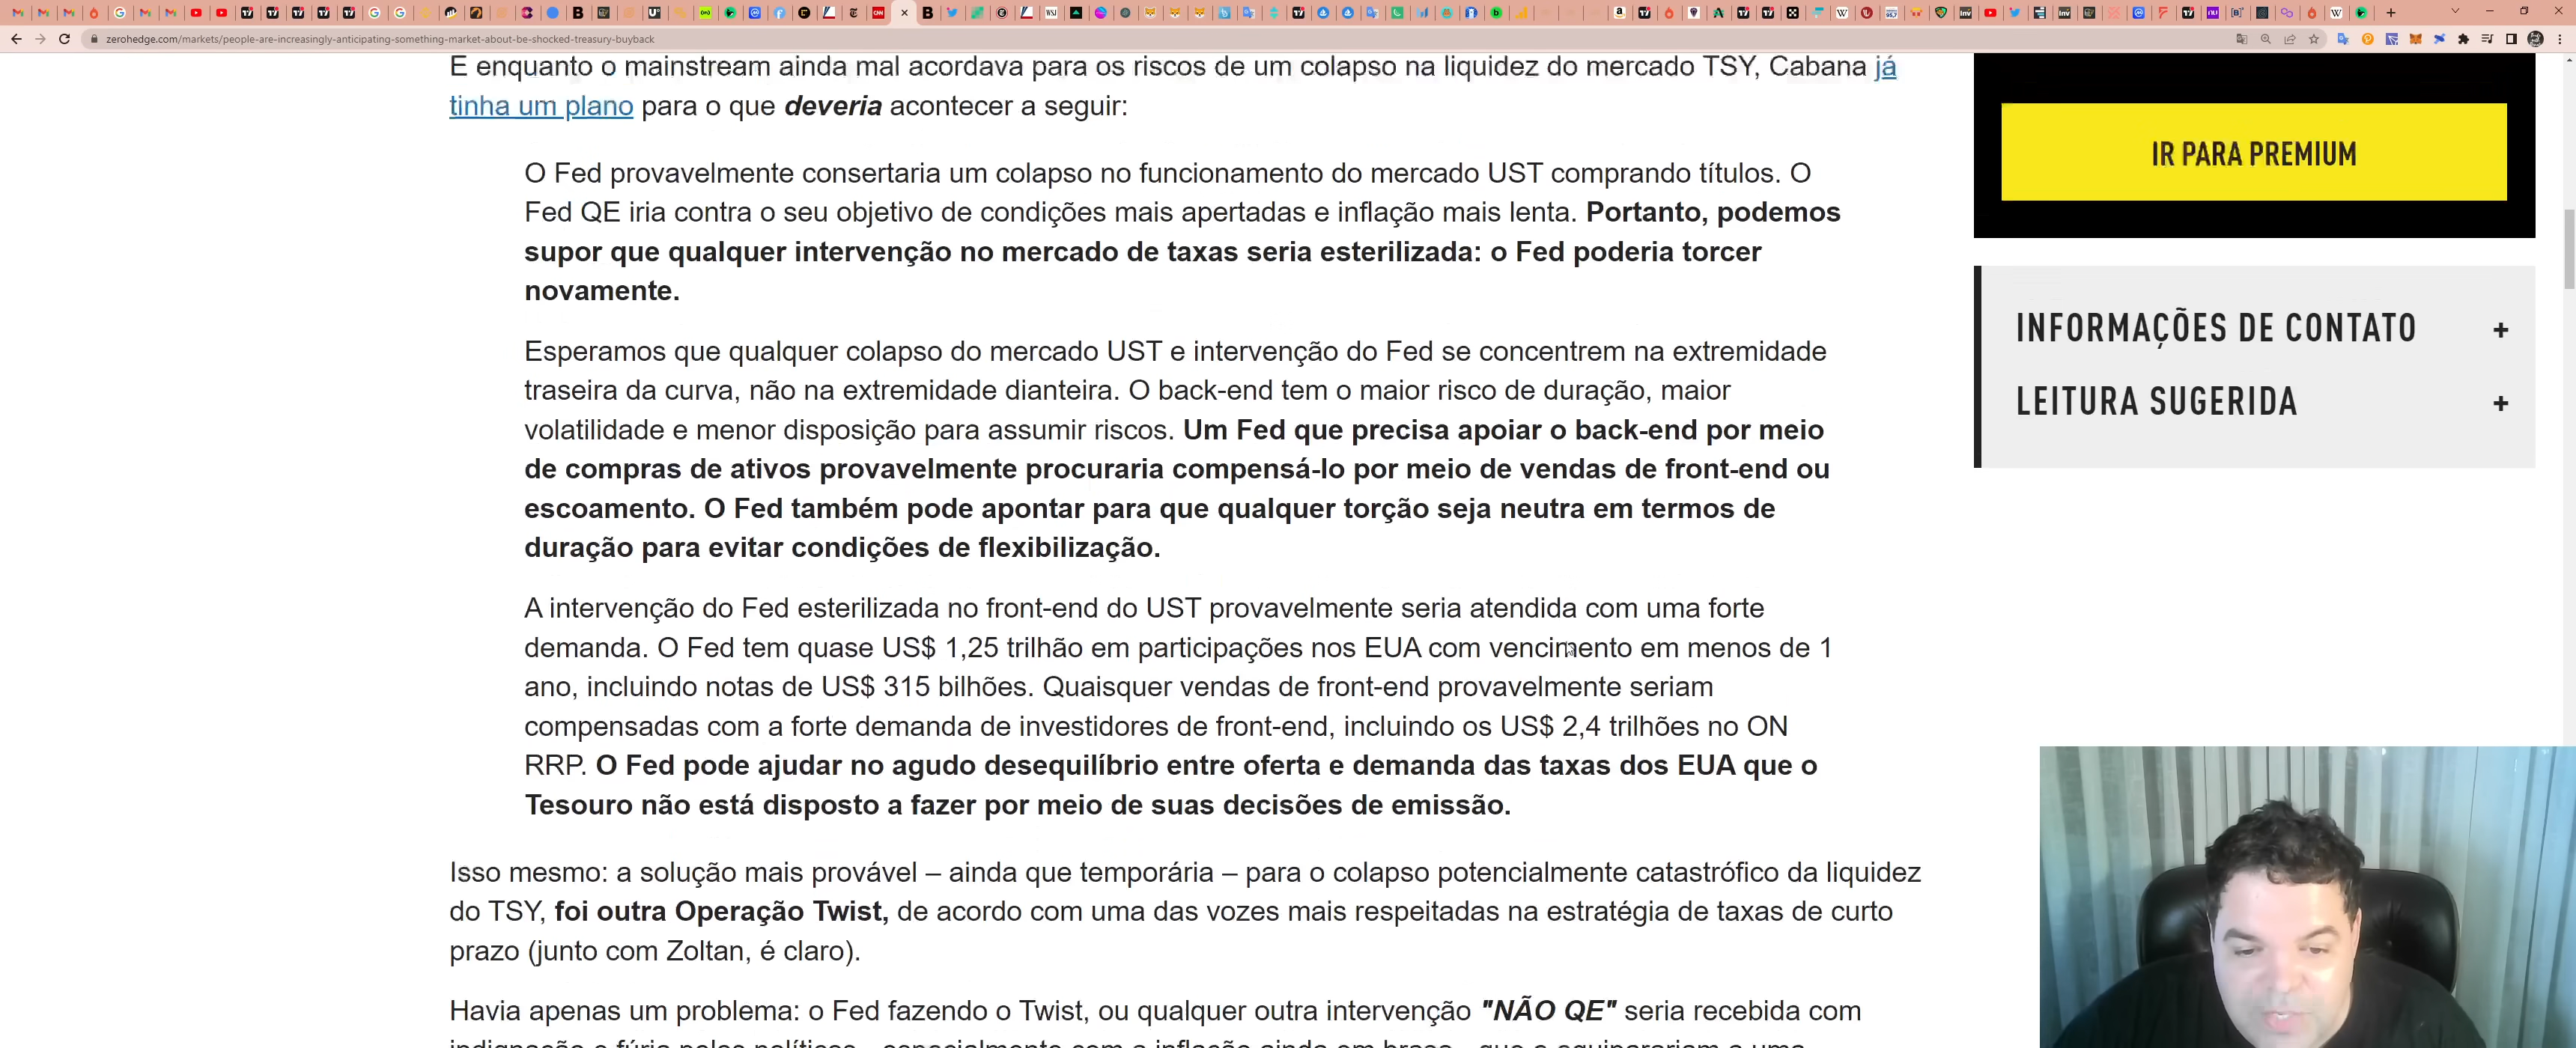 zerohedge.com/markets/people-are-increasingly-anticipating-something-market-about-be-shocked-treasury-buyback
E enquanto o mainstream ainda mal acordava para os riscos de um colapso na liquidez do mercado TSY, Cabana já
tinha um plano para o que deveria acontecer a seguir:
O Fed provavelmente consertaria um colapso no funcionamento do mercado UST comprando títulos. O
Fed QE iria contra o seu objetivo de condições mais apertadas e inflação mais lenta. Portanto, podemos
supor que qualquer intervenção no mercado de taxas seria esterilizada: o Fed poderia torcer
novamente.
Esperamos que qualquer colapso do mercado UST e intervenção do Fed se concentrem na extremidade
traseira da curva, não na extremidade dianteira. O back-end tem o maior risco de duração, maior
volatilidade e menor disposição para assumir riscos. Um Fed que precisa apoiar o back-end por meio
de compras de ativos provavelmente procuraria compensá-lo por meio de vendas de front-end ou
escoamento. O Fed também pode apontar para que qualquer torção seja neutra em termos de
duração para evitar condições de flexibilização.
A intervenção do Fed esterilizada no front-end do UST provavelmente seria atendida com uma forte
demanda. O Fed tem quase US$ 1,25 trilhão em participações nos EUA com vencimento em menos de 1
ano, incluindo notas de US$ 315 bilhões. Quaisquer vendas de front-end provavelmente seriam
compensadas com a forte demanda de investidores de front-end, incluindo os US$ 2,4 trilhões no ON
RRP. O Fed pode ajudar no agudo desequilíbrio entre oferta e demanda das taxas dos EUA que o
Tesouro não está disposto a fazer por meio de suas decisões de emissão.
Isso mesmo: a solução mais provável – ainda que temporária – para o colapso potencialmente catastrófico da liquidez
do TSY, foi outra Operação Twist, de acordo com uma das vozes mais respeitadas na estratégia de taxas de curto
prazo (junto com Zoltan, é claro).
Havia apenas um problema: o Fed fazendo o Twist, ou qualquer outra intervenção "NÃO QE" seria recebida com
IR PARA PREMIUM
INFORMAÇÕES DE CONTATO +
LEITURA SUGERIDA +